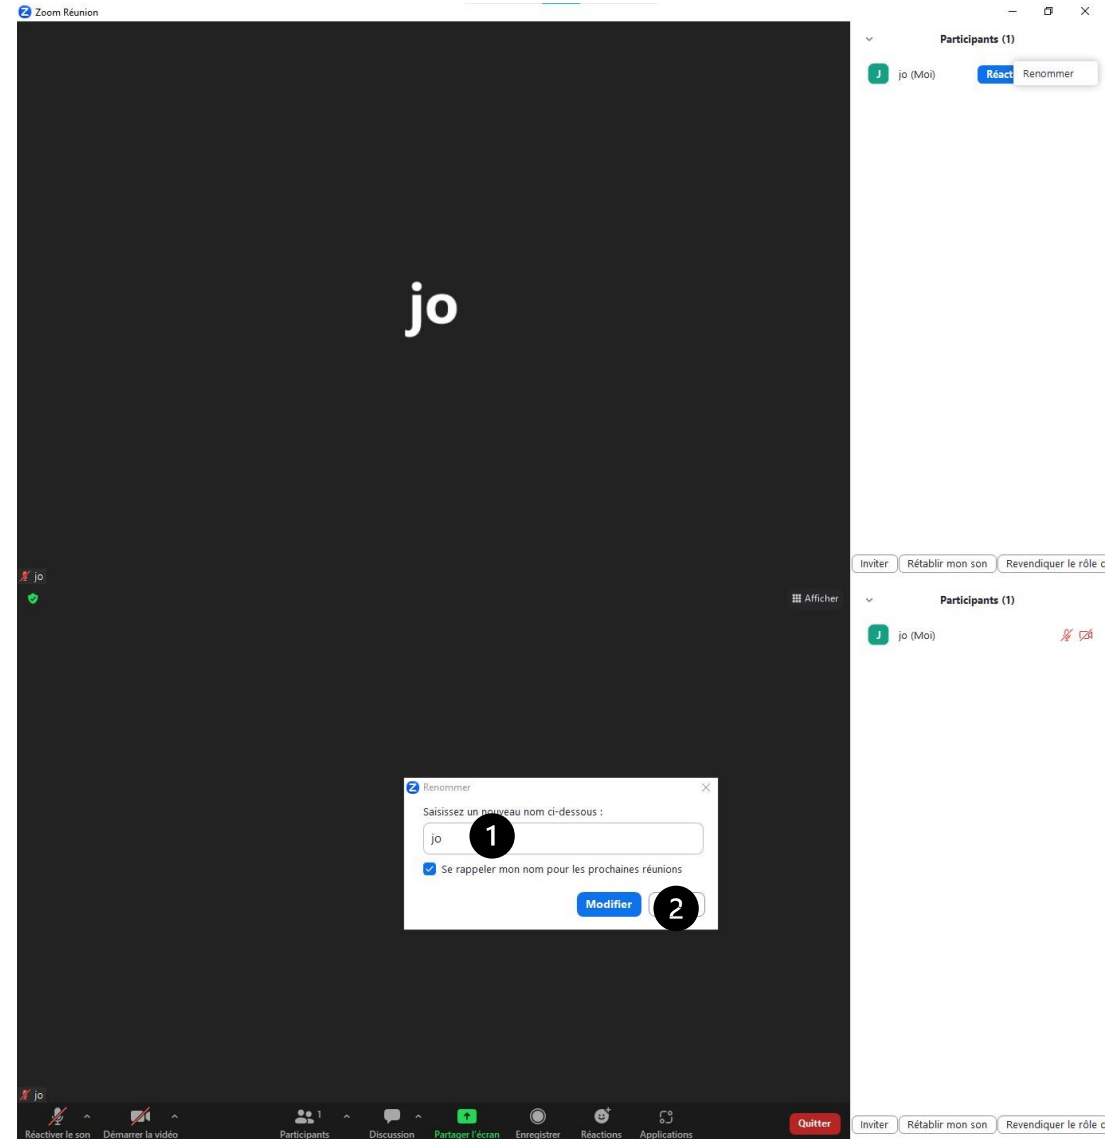 Zoom Réunion
Participants (1)
J jo (Moi) Réact Renommer
jo
jo
Inviter Rétablir mon son Revendiquer le rôle d
Afficher
Participants (1)
J jo (Moi)
Renommer
Saisissez un nouveau nom ci-dessous :
jo 1
Se rappeler mon nom pour les prochaines réunions
Modifier 2
jo
1
Réactiver le son Démarrer la vidéo Participants Discussion Partager l'écran Enregistrer Réactions Applications
Quitter
Inviter Rétablir mon son Revendiquer le rôle d